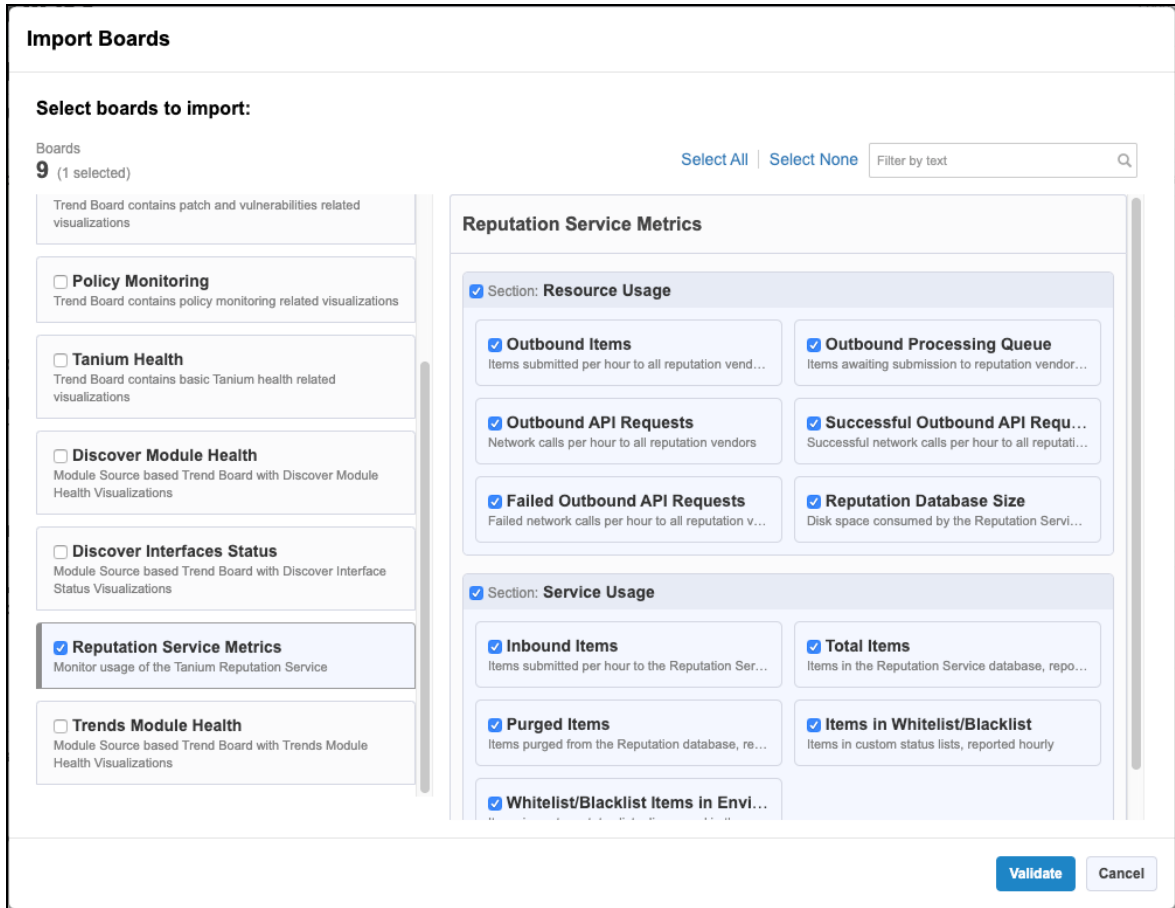 Import Boards
Select boards to import:
Boards
9 (1 selected)
Select All
Select None
Filter by text
Trend Board contains patch and vulnerabilities related
visualizations
Policy Monitoring
Trend Board contains policy monitoring related visualizations
Tanium Health
Trend Board contains basic Tanium health related
visualizations
Discover Module Health
Module Source based Trend Board with Discover Module
Health Visualizations
Discover Interfaces Status
Module Source based Trend Board with Discover Interface
Status Visualizations
Reputation Service Metrics
Monitor usage of the Tanium Reputation Service
Trends Module Health
Module Source based Trend Board with Trends Module
Health Visualizations
Reputation Service Metrics
Section: Resource Usage
Outbound Items
Items submitted per hour to all reputation vend...
Outbound Processing Queue
Items awaiting submission to reputation vendor...
Outbound API Requests
Network calls per hour to all reputation vendors
Successful Outbound API Requ...
Successful network calls per hour to all reputati...
Failed Outbound API Requests
Failed network calls per hour to all reputation v...
Reputation Database Size
Disk space consumed by the Reputation Servi...
Section: Service Usage
Inbound Items
Items submitted per hour to the Reputation Ser...
Total Items
Items in the Reputation Service database, repo...
Purged Items
Items purged from the Reputation database, re...
Items in Whitelist/Blacklist
Items in custom status lists, reported hourly
Whitelist/Blacklist Items in Envi...
Validate
Cancel